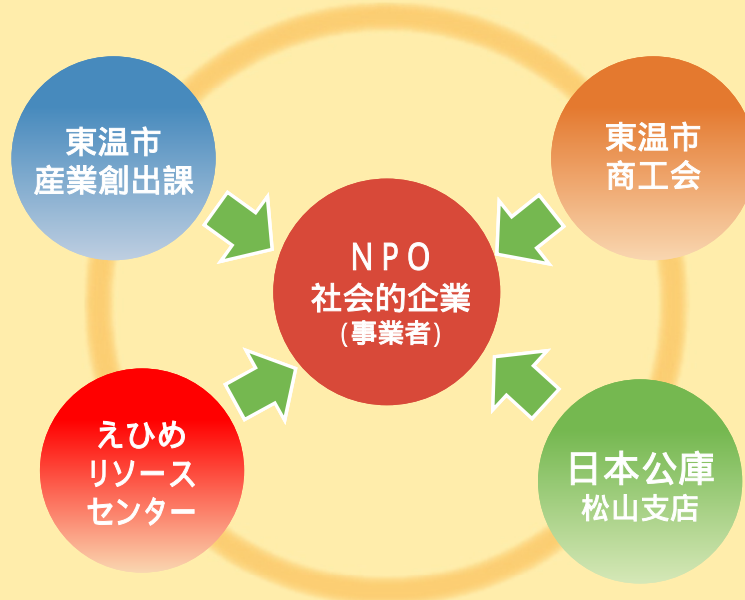 東温市
産業創出課
東温市
商工会
NPO
社会的企業
(事業者)
えひめ
リソース
センター
日本公庫
松山支店